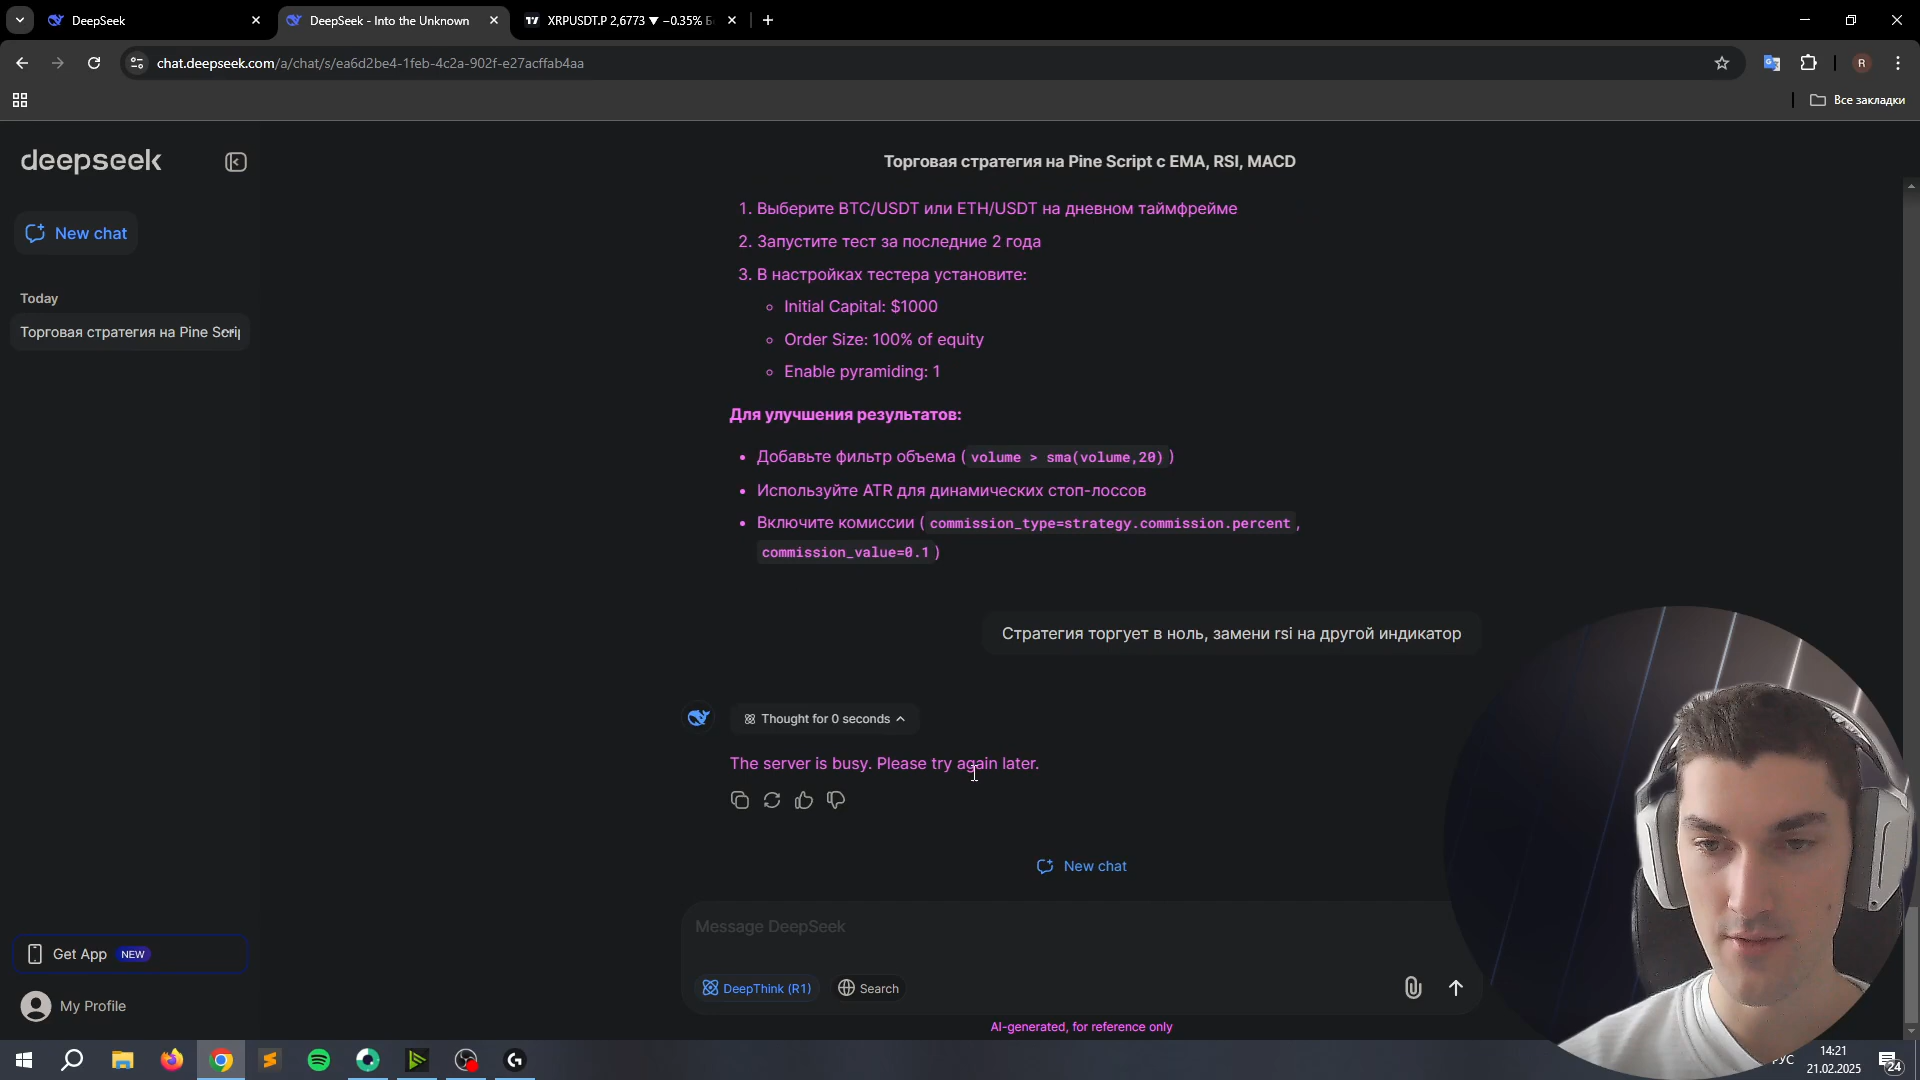 DeepSeek
DeepSeek - Into the Unknown
XRPUSDT.P 2,6773 ▼ −0.35% Б
chat.deepseek.com/a/chat/s/ea6d2be4-1feb-4c2a-902f-e27acffab4aa
R
Все закладки
deepseek
New chat
Today
Торговая стратегия на Pine Scrip
Get App NEW
My Profile
Торговая стратегия на Pine Script с EMA, RSI, MACD
1. Выберите BTC/USDT или ETH/USDT на дневном таймфрейме
2. Запустите тест за последние 2 года
3. В настройках тестера установите:
Initial Capital: $1000
Order Size: 100% of equity
Enable pyramiding: 1
Для улучшения результатов:
• Добавьте фильтр объема ( volume > sma(volume,20) )
• Используйте ATR для динамических стоп-лоссов
• Включите комиссии ( commission_type=strategy.commission.percent ,
commission_value=0.1 )
Стратегия торгует в ноль, замени rsi на другой индикатор
Thought for 0 seconds
The server is busy. Please try again later.
New chat
Message DeepSeek
DeepThink (R1)
Search
AI-generated, for reference only
14:21
21.02.2025
24